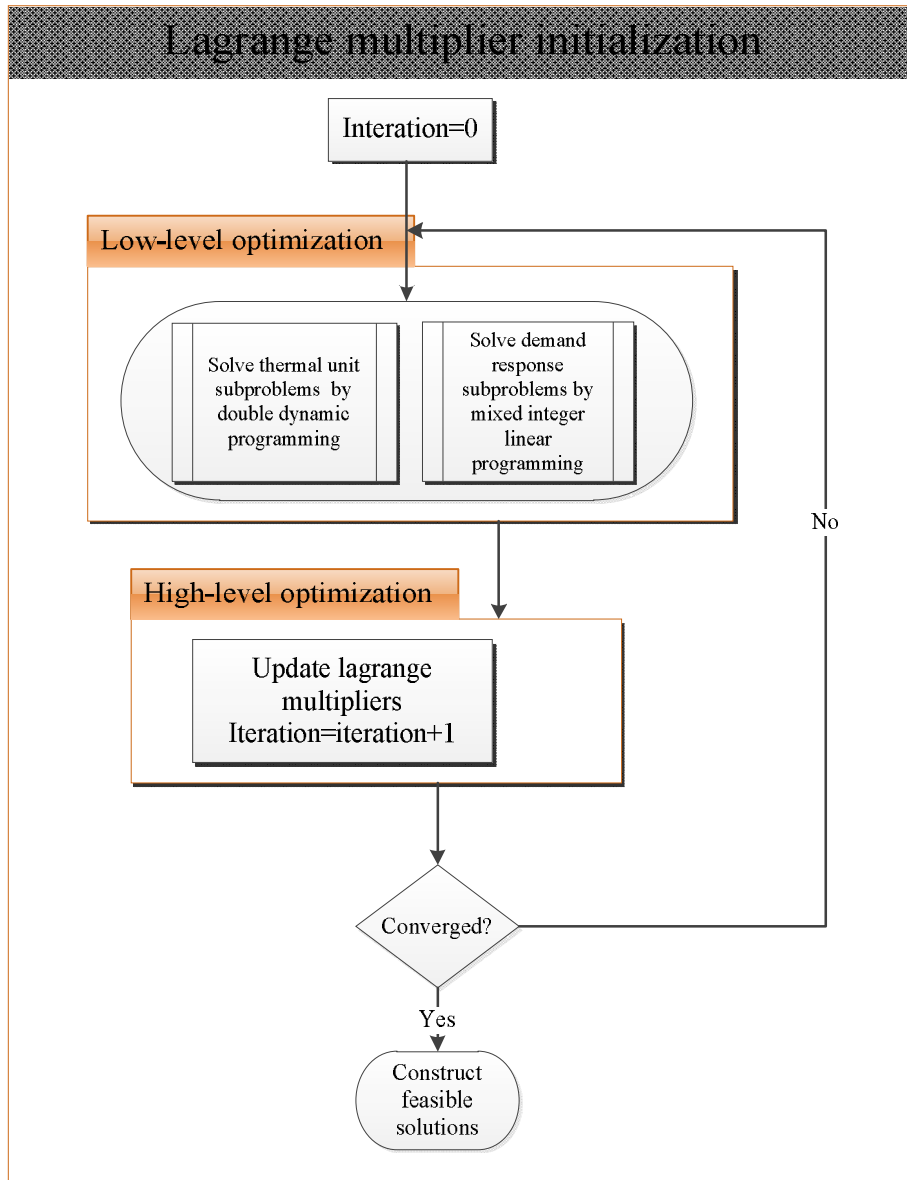 Lagrange multiplier initialization
Interation=0
Low-level optimization
Solve thermal unit
subproblems by
double dynamic
programming
Solve demand
response
subproblems by
mixed integer
linear
programming
No
High-level optimization
Update lagrange
multipliers
Iteration=iteration+1
Converged?
Yes
Construct
feasible
solutions